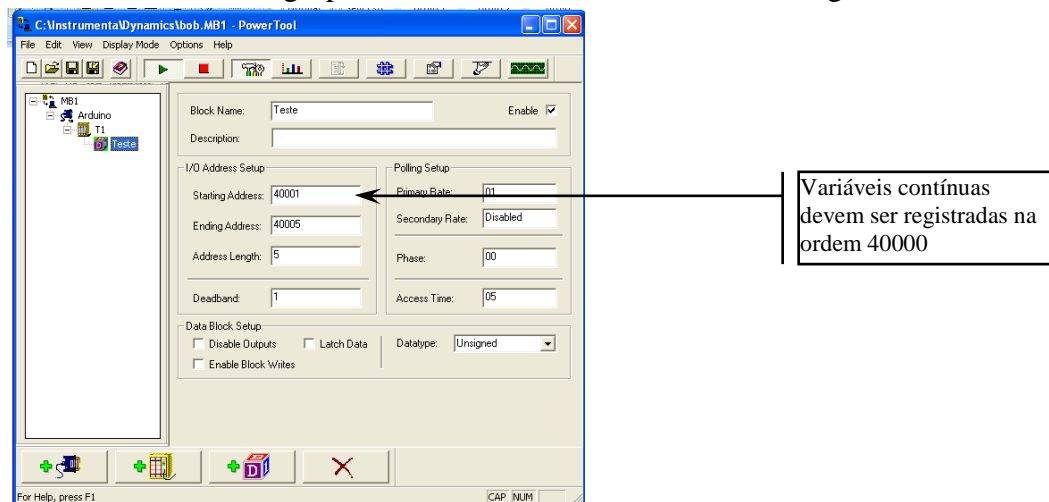 C:\Instrumenta\Dynamics\bob.MB1 - PowerTool
File Edit View Display Mode Options Help
MB1
Arduino
T1
Teste
Block Name: Teste Enable
Description:
I/O Address Setup
Starting Address: 40001
Ending Address: 40005
Address Length: 5
Deadband: 1
Polling Setup
Primary Rate: 01
Secondary Rate: Disabled
Phase: 00
Access Time: 05
Data Block Setup
Disable Outputs Latch Data Datatype: Unsigned
Enable Block Writes
For Help, press F1 CAP NUM
Variáveis contínuas
devem ser registradas na
ordem 40000